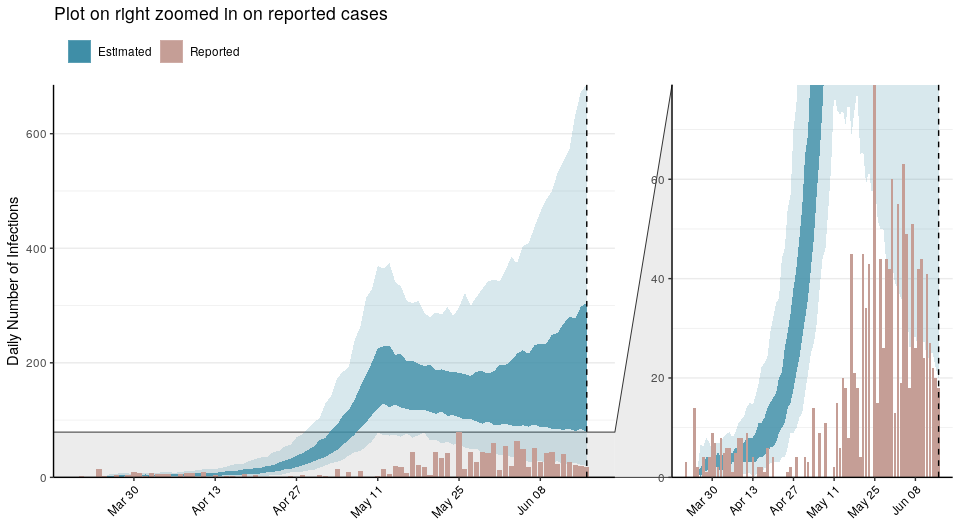 Plot on right zoomed in on reported cases
Estimated Reported
Daily Number of Infections
600
400
200
0
Mar 30 Apr 13 Apr 27 May 11 May 25 Jun 08
60
40
20
0
Mar 30 Apr 13 Apr 27 May 11 May 25 Jun 08